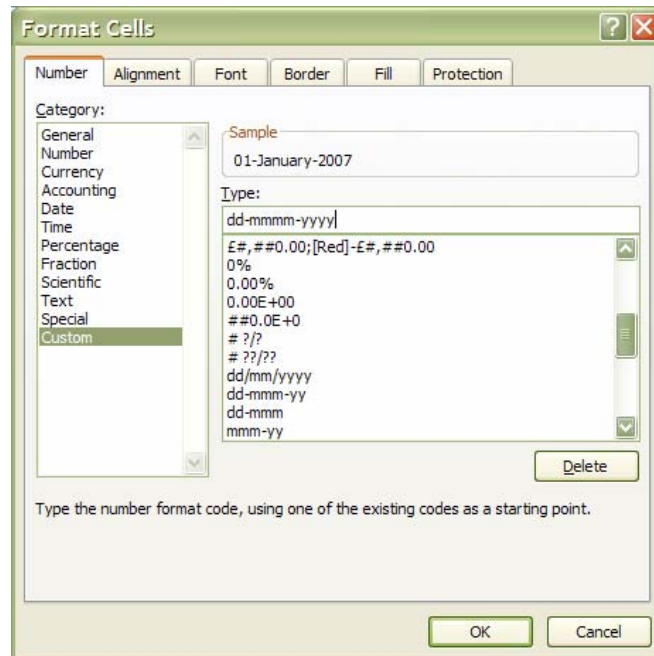 Format Cells
Number Alignment Font Border Fill Protection
Category:
General
Number
Currency
Accounting
Date
Time
Percentage
Fraction
Scientific
Text
Special
Custom
Sample
01-January-2007
Type:
dd-mmmm-yyyy
£#,##0.00;[Red]-£#,##0.00
0%
0.00%
0.00E+00
##0.0E+0
# ?/?
# ??/??
dd/mm/yyyy
dd-mmm-yy
dd-mmm
mmm-yy
Delete
Type the number format code, using one of the existing codes as a starting point.
OK Cancel